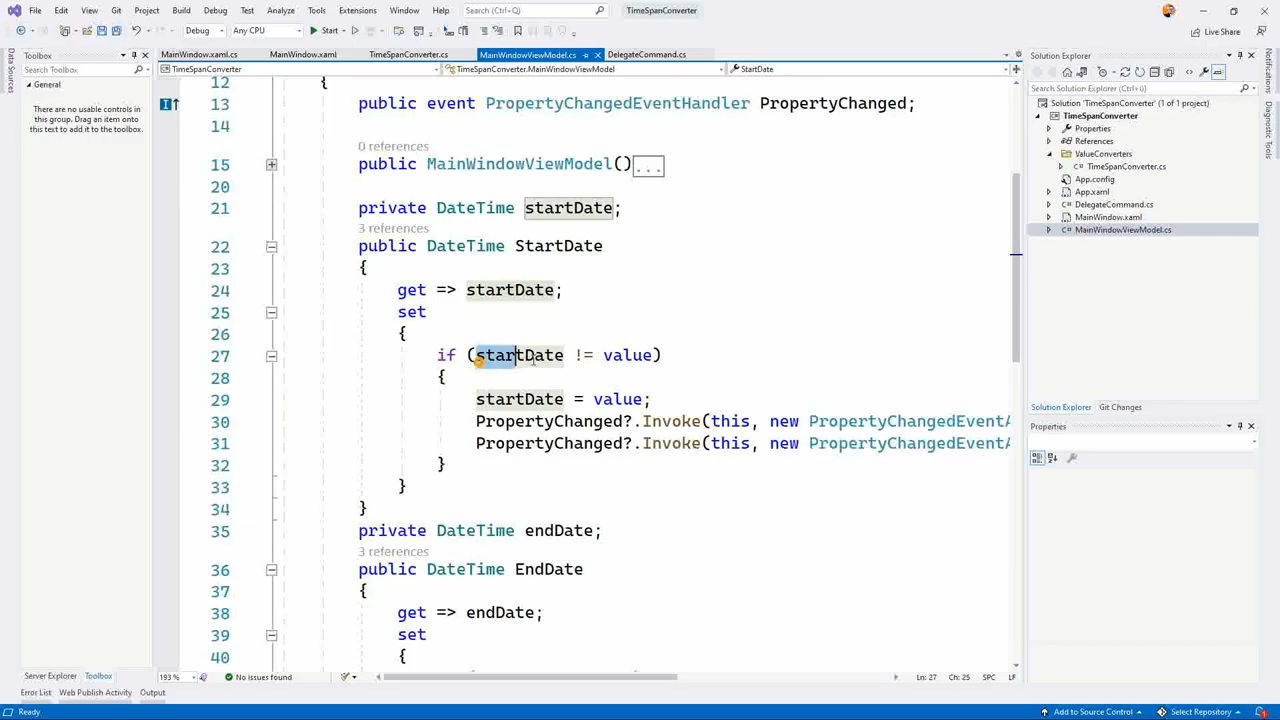 File Edit View Git Project Build Debug Test Analyze Tools Extensions Window Help Search (Ctrl+Q) TimeSpanConverter
Debug Any CPU Start Live Share
Toolbox
Search Toolbox
General
There are no usable controls in this group. Drag an item onto this text to add it to the toolbox.
Data Sources
MainWindow.xaml.cs MainWindow.xaml TimeSpanConverter.cs MainWindowViewModel.cs DelegateCommand.cs
TimeSpanConverter TimeSpanConverter.MainWindowViewModel StartDate
12 {
13 public event PropertyChangedEventHandler PropertyChanged;
14
0 references
15 public MainWindowViewModel()...
20
21 private DateTime startDate;
3 references
22 public DateTime StartDate
23 {
24 get => startDate;
25 set
26 {
27 if (startDate != value)
28 {
29 startDate = value;
30 PropertyChanged?.Invoke(this, new PropertyChangedEventA
31 PropertyChanged?.Invoke(this, new PropertyChangedEventA
32 }
33 }
34 }
35 private DateTime endDate;
3 references
36 public DateTime EndDate
37 {
38 get => endDate;
39 set
40 {
193 % No issues found Ln: 27 Ch: 25 SPC LF
Solution Explorer
Search Solution Explorer (Ctrl+ü)
Solution 'TimeSpanConverter' (1 of 1 project)
TimeSpanConverter
Properties
References
ValueConverters
TimeSpanConverter.cs
App.config
App.xaml
DelegateCommand.cs
MainWindow.xaml
MainWindowViewModel.cs
Solution Explorer Git Changes
Properties
Notifications
Diagnostic Tools
Server Explorer Toolbox
Error List Web Publish Activity Output
Ready Add to Source Control Select Repository